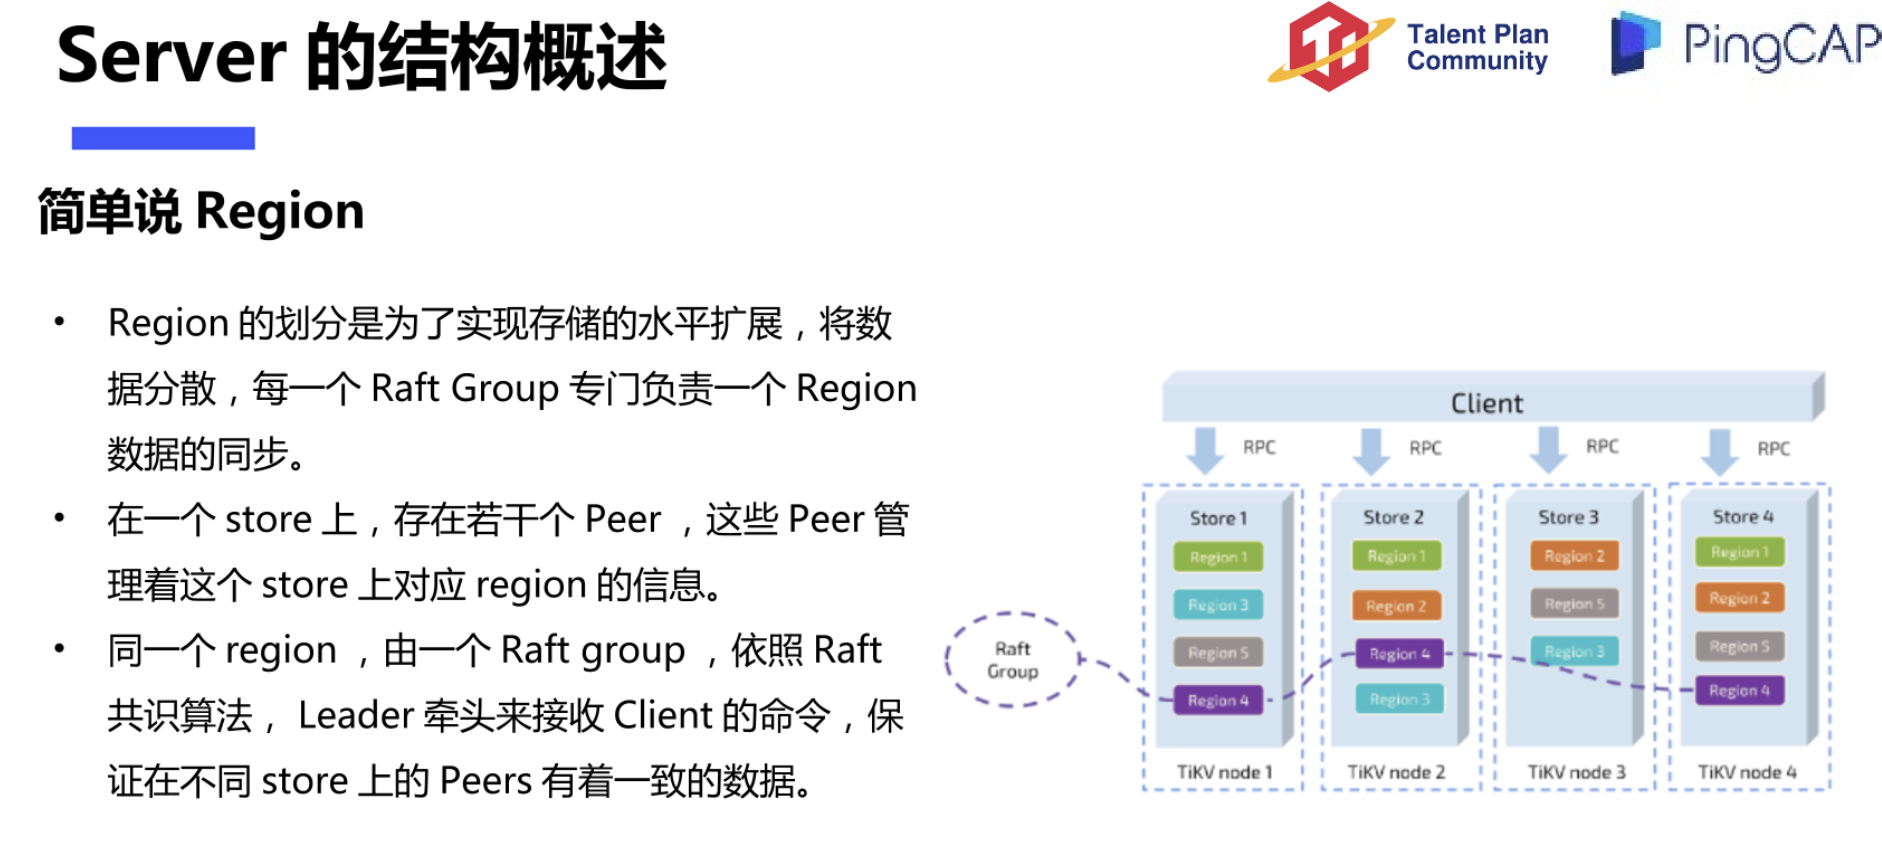 Server 的结构概述
Talent Plan
Community
PingCAP
简单说 Region
• Region 的划分是为了实现存储的水平扩展，将数
据分散，每一个 Raft Group 专门负责一个 Region
数据的同步。
• 在一个 store 上，存在若干个 Peer ，这些 Peer 管
理着这个 store 上对应 region 的信息。
• 同一个 region ，由一个 Raft group ，依照 Raft
共识算法， Leader 牵头来接收 Client 的命令，保
证在不同 store 上的 Peers 有着一致的数据。
Client
RPC
RPC
RPC
RPC
Raft
Group
Store 1
Region 1
Region 3
Region 5
Region 4
TiKV node 1
Store 2
Region 1
Region 2
Region 4
Region 3
TiKV node 2
Store 3
Region 2
Region 5
Region 3
TiKV node 3
Store 4
Region 1
Region 2
Region 5
Region 4
TiKV node 4